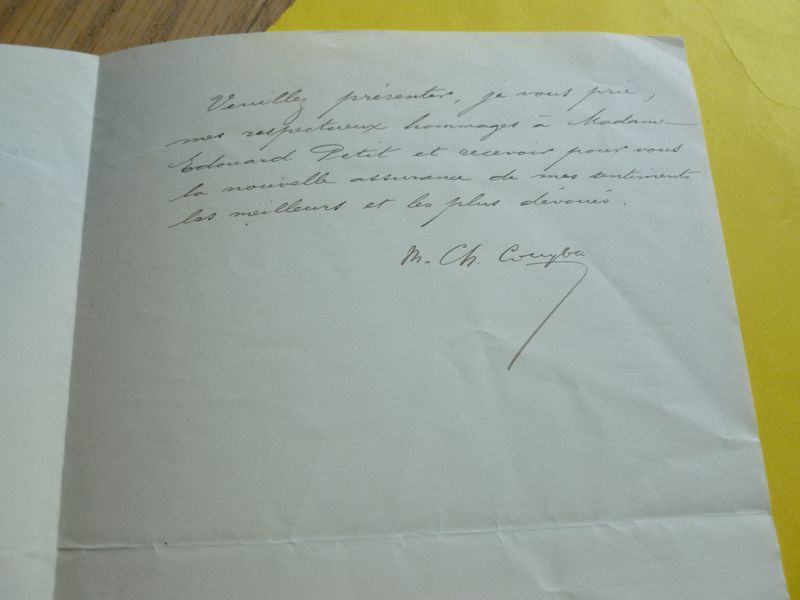 Veuillez présenter, je vous prie,
mes respectueux hommages à Madame
Edouard Petit et recevoir pour vous
la nouvelle assurance de mes sentiments
les meilleurs et les plus dévoués.
M. Ch. Couyba